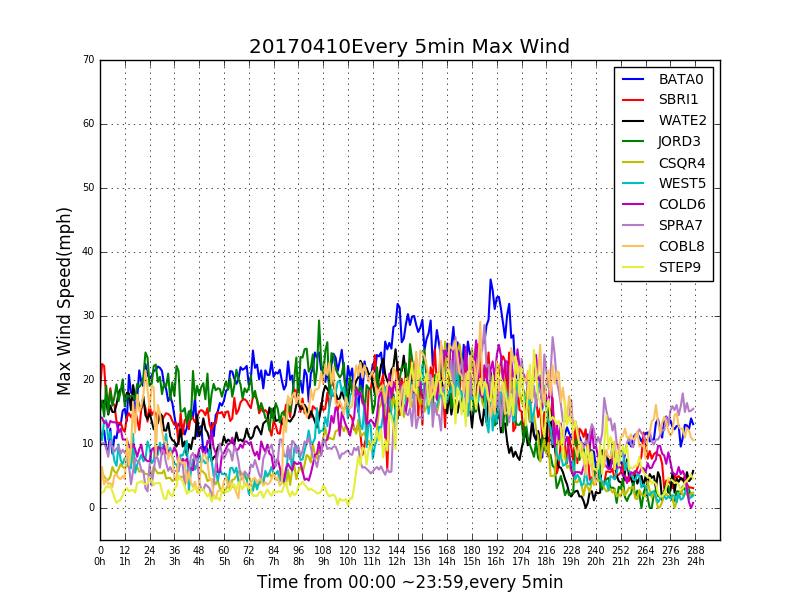 20170410Every 5min Max Wind
70
60
50
40
30
20
10
0
Max Wind Speed(mph)
BATA0
SBRI1
WATE2
JORD3
CSQR4
WEST5
COLD6
SPRA7
COBL8
STEP9
0 12 24 36 48 60 72 84 96 108 120 132 144 156 168 180 192 204 216 228 240 252 264 276 288
0h 1h 2h 3h 4h 5h 6h 7h 8h 9h 10h 11h 12h 13h 14h 15h 16h 17h 18h 19h 20h 21h 22h 23h 24h
Time from 00:00 ~23:59,every 5min